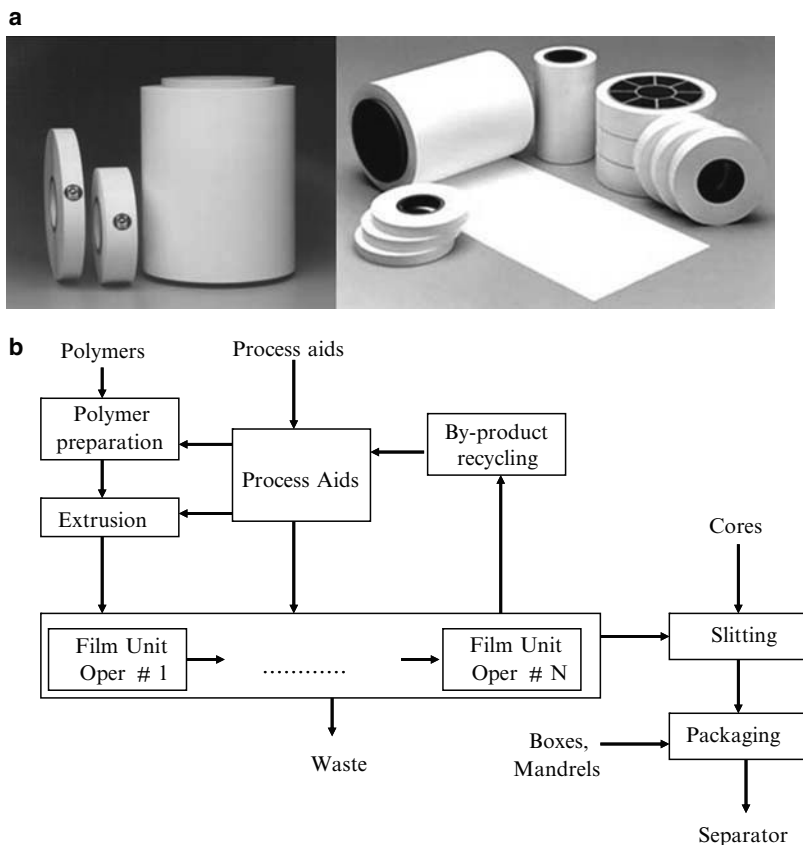 a
b
Polymers
Process aids
Polymer
preparation
Process Aids
By-product
recycling
Extrusion
Cores
Film Unit
Oper # 1
............
Film Unit
Oper # N
Slitting
Waste
Boxes,
Mandrels
Packaging
Separator